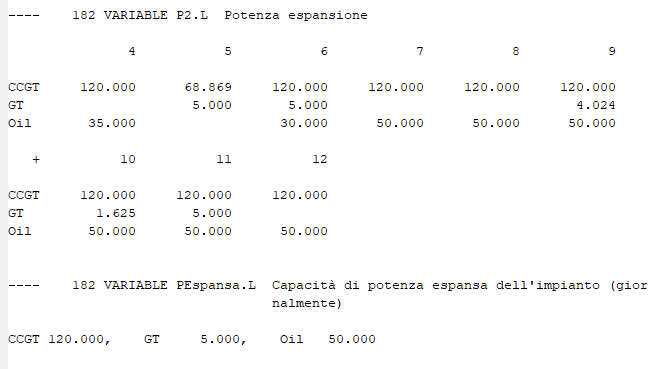 ----    182 VARIABLE P2.L  Potenza espansione
              4           5           6           7           8           9
CCGT    120.000      68.869     120.000     120.000     120.000     120.000
GT                    5.000       5.000                               4.024
Oil      35.000                  30.000      50.000      50.000      50.000
   +         10          11          12
CCGT    120.000     120.000     120.000
GT        1.625       5.000
Oil      50.000      50.000      50.000
----    182 VARIABLE PEspansa.L  Capacità di potenza espansa dell'impianto (gior
                                 nalmente)
CCGT 120.000,    GT     5.000,    Oil   50.000